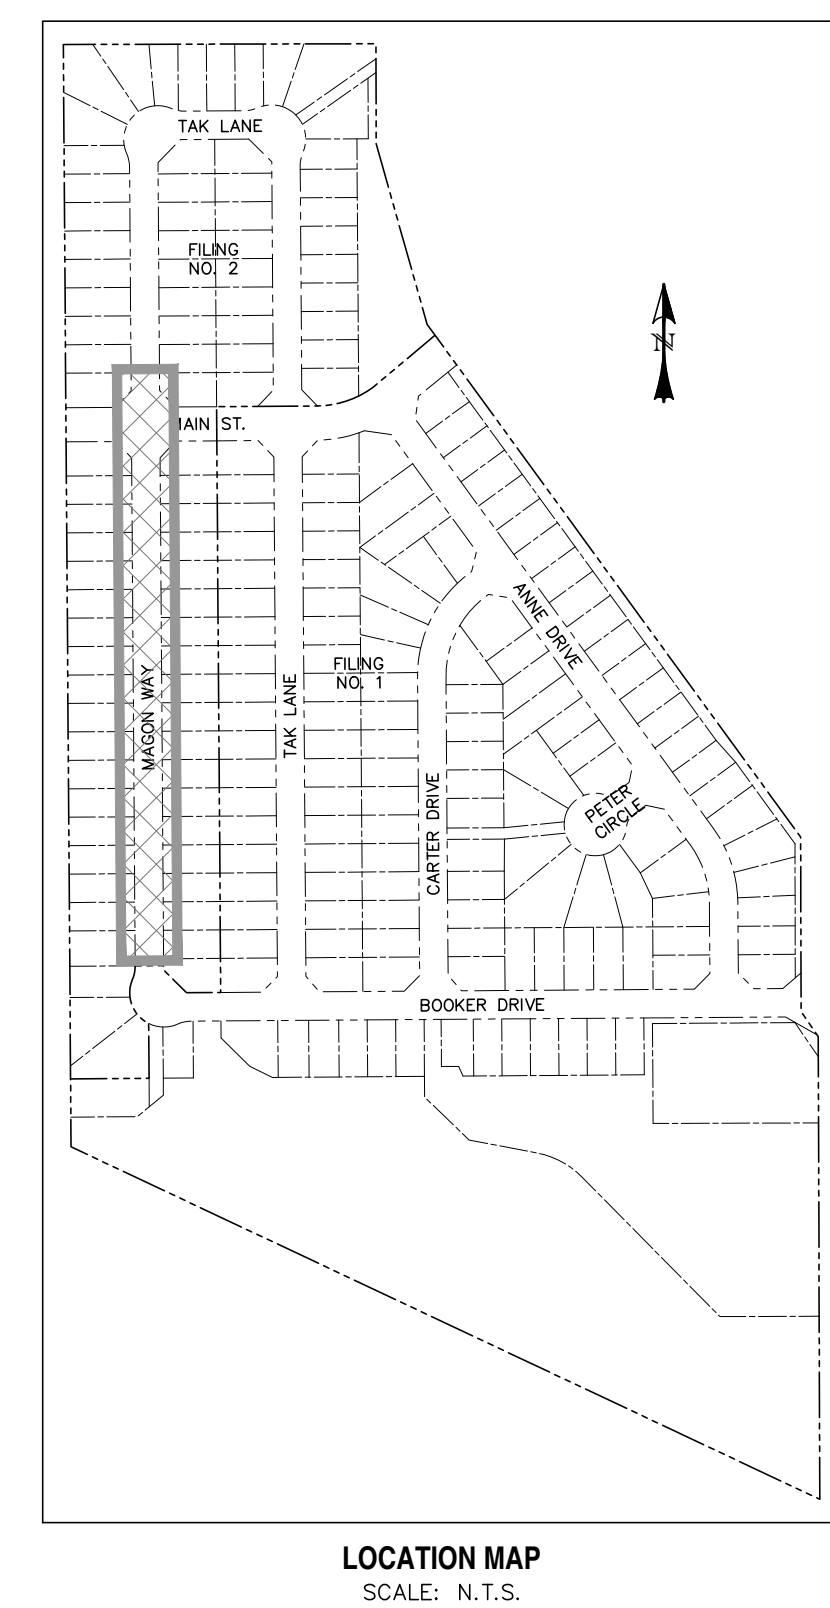 TAK LANE
FILING
NO. 2
N
MAIN ST.
ANNE DRIVE
FILING
NO. 1
MAGON WAY
TAK LANE
CARTER DRIVE
PETER
CIRCLE
BOOKER DRIVE
LOCATION MAP
SCALE: N.T.S.